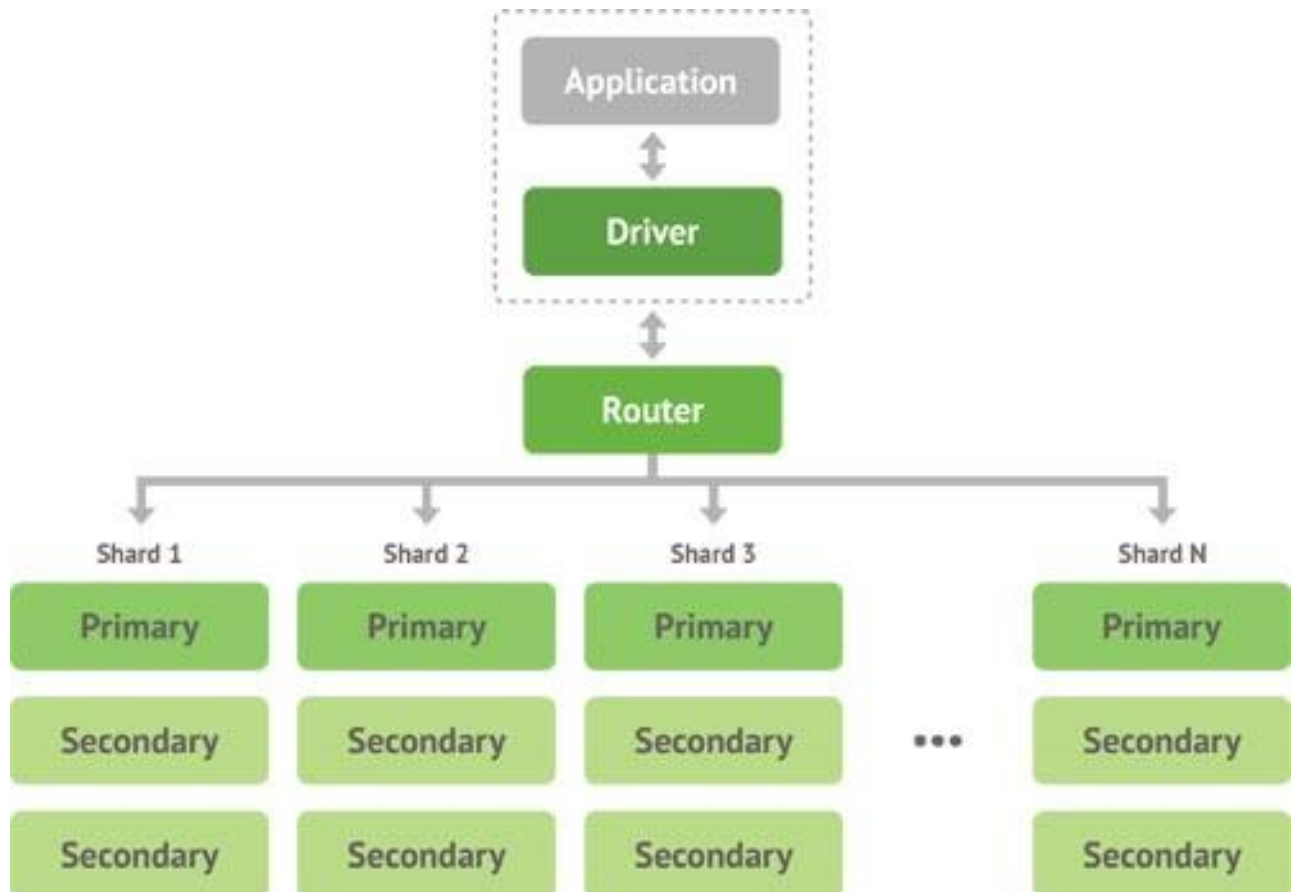 Application
Driver
Router
Shard 1 Shard 2 Shard 3 Shard N
Primary Primary Primary Primary
Secondary Secondary Secondary ••• Secondary
Secondary Secondary Secondary Secondary